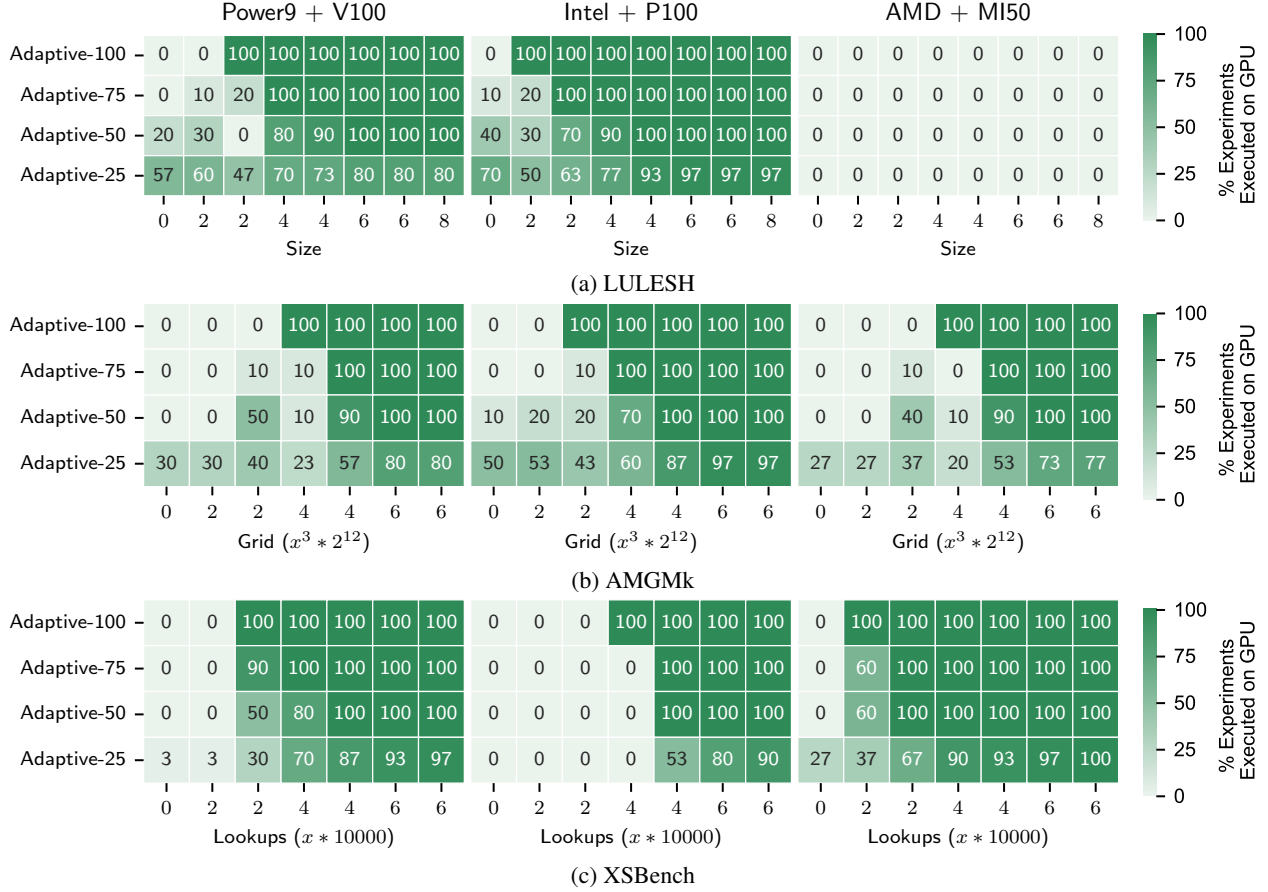 Power9 + V100 Intel + P100 AMD + MI50
Adaptive-100 0 0 100 100 100 100 100 100 0 100 100 100 100 100 100 100 0 0 0 0 0 0 0 0
Adaptive-75 0 10 20 100 100 100 100 100 10 20 100 100 100 100 100 100 0 0 0 0 0 0 0 0
Adaptive-50 20 30 0 80 90 100 100 100 40 30 70 90 100 100 100 100 0 0 0 0 0 0 0 0
Adaptive-25 57 60 47 70 73 80 80 80 70 50 63 77 93 97 97 97 0 0 0 0 0 0 0 0
0 2 2 4 4 6 6 8 0 2 2 4 4 6 6 8 0 2 2 4 4 6 6 8
Size Size Size
100
75
50
25
0
% Experiments
Executed on GPU
(a) LULESH
Adaptive-100 0 0 0 100 100 100 100 0 0 100 100 100 100 100 0 0 0 100 100 100 100
Adaptive-75 0 0 10 10 100 100 100 0 0 10 100 100 100 100 0 0 10 0 100 100 100
Adaptive-50 0 0 50 10 90 100 100 10 20 20 70 100 100 100 0 0 40 10 90 100 100
Adaptive-25 30 30 40 23 57 80 80 50 53 43 60 87 97 97 27 27 37 20 53 73 77
0 2 2 4 4 6 6 0 2 2 4 4 6 6 0 2 2 4 4 6 6
Grid (x³ * 2¹²) Grid (x³ * 2¹²) Grid (x³ * 2¹²)
100
75
50
25
0
% Experiments
Executed on GPU
(b) AMGMk
Adaptive-100 0 0 100 100 100 100 100 0 0 0 100 100 100 100 0 100 100 100 100 100 100
Adaptive-75 0 0 90 100 100 100 100 0 0 0 0 100 100 100 0 60 100 100 100 100 100
Adaptive-50 0 0 50 80 100 100 100 0 0 0 0 100 100 100 0 60 100 100 100 100 100
Adaptive-25 3 3 30 70 87 93 97 0 0 0 0 53 80 90 27 37 67 90 93 97 100
0 2 2 4 4 6 6 0 2 2 4 4 6 6 0 2 2 4 4 6 6
Lookups (x * 10000) Lookups (x * 10000) Lookups (x * 10000)
100
75
50
25
0
% Experiments
Executed on GPU
(c) XSBench